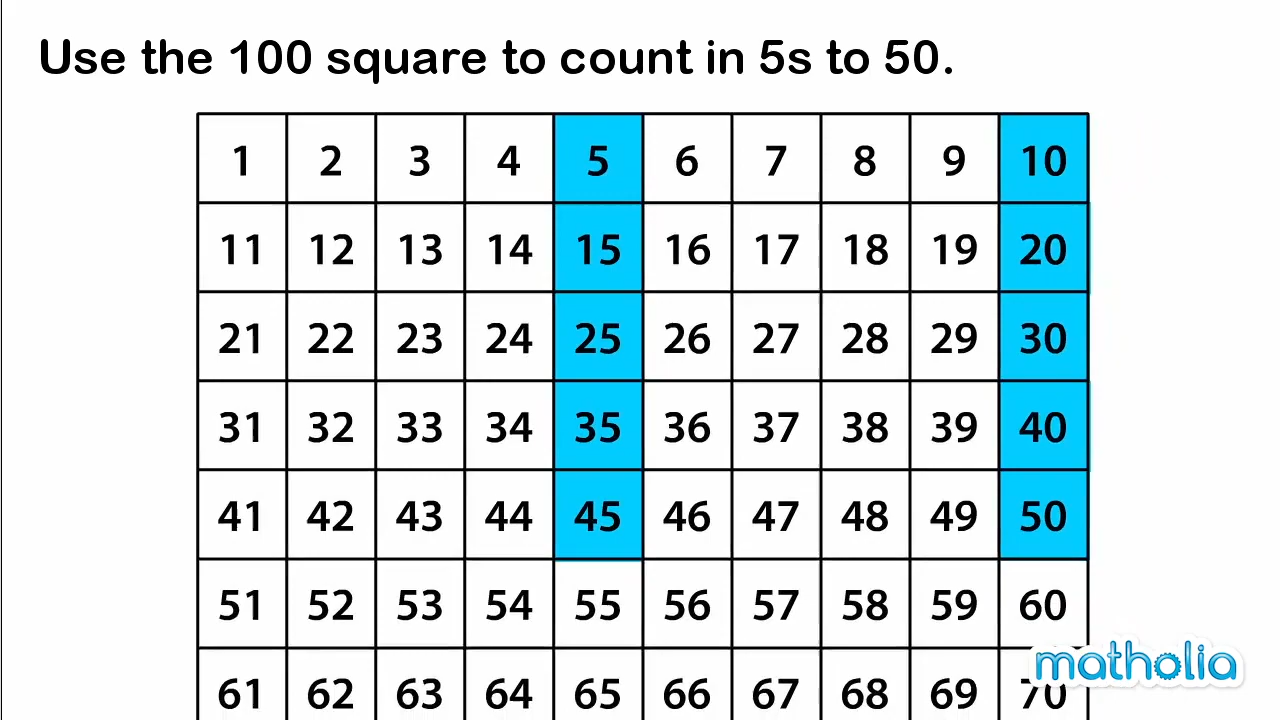 Use the 100 square to count in 5s to 50.
1 2 3 4 5 6 7 8 9 10
11 12 13 14 15 16 17 18 19 20
21 22 23 24 25 26 27 28 29 30
31 32 33 34 35 36 37 38 39 40
41 42 43 44 45 46 47 48 49 50
51 52 53 54 55 56 57 58 59 60
61 62 63 64 65 66 67 68 69 70
matholia